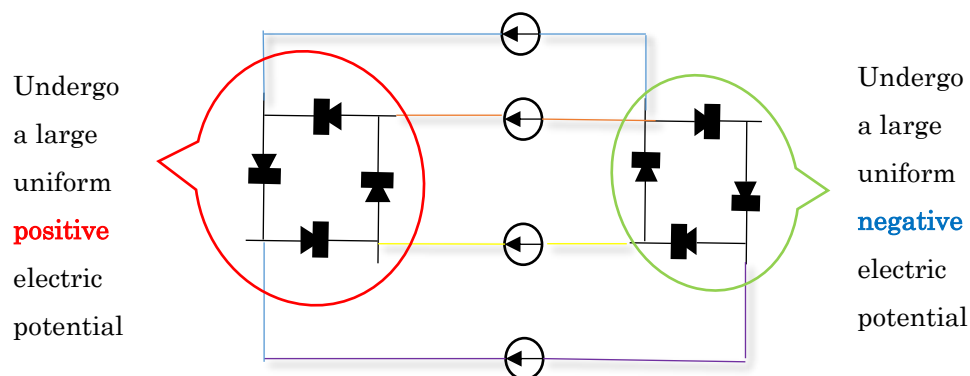 Undergo
a large
uniform
positive
electric
potential
Undergo
a large
uniform
negative
electric
potential